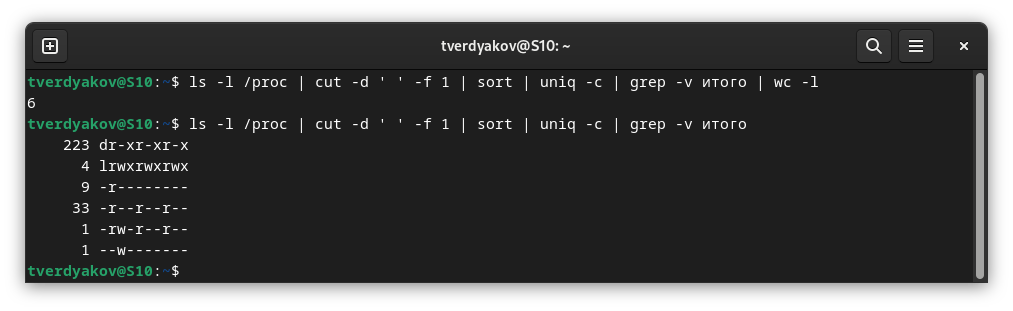 tverdyakov@S10: ~
tverdyakov@S10:~$ ls -l /proc | cut -d ' ' -f 1 | sort | uniq -c | grep -v итого | wc -l
6
tverdyakov@S10:~$ ls -l /proc | cut -d ' ' -f 1 | sort | uniq -c | grep -v итого
    223 dr-xr-xr-x
      4 lrwxrwxrwx
      9 -r--------
     33 -r--r--r--
      1 -rw-r--r--
      1 --w-------
tverdyakov@S10:~$